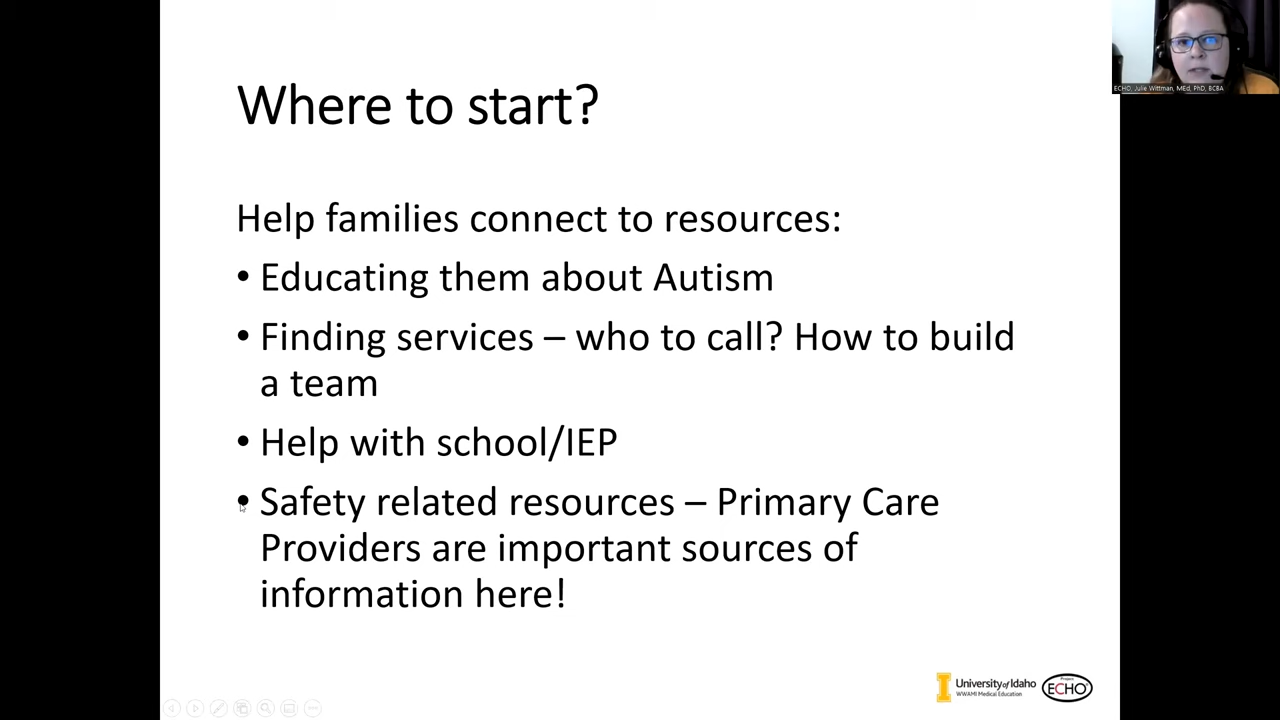 ECHO, Julie Wittman, MEd, PhD, BCBA
Where to start?
Help families connect to resources:
• Educating them about Autism
• Finding services – who to call? How to build
a team
• Help with school/IEP
• Safety related resources – Primary Care
Providers are important sources of
information here!
University of Idaho
WWAMI Medical Education
Project
ECHO